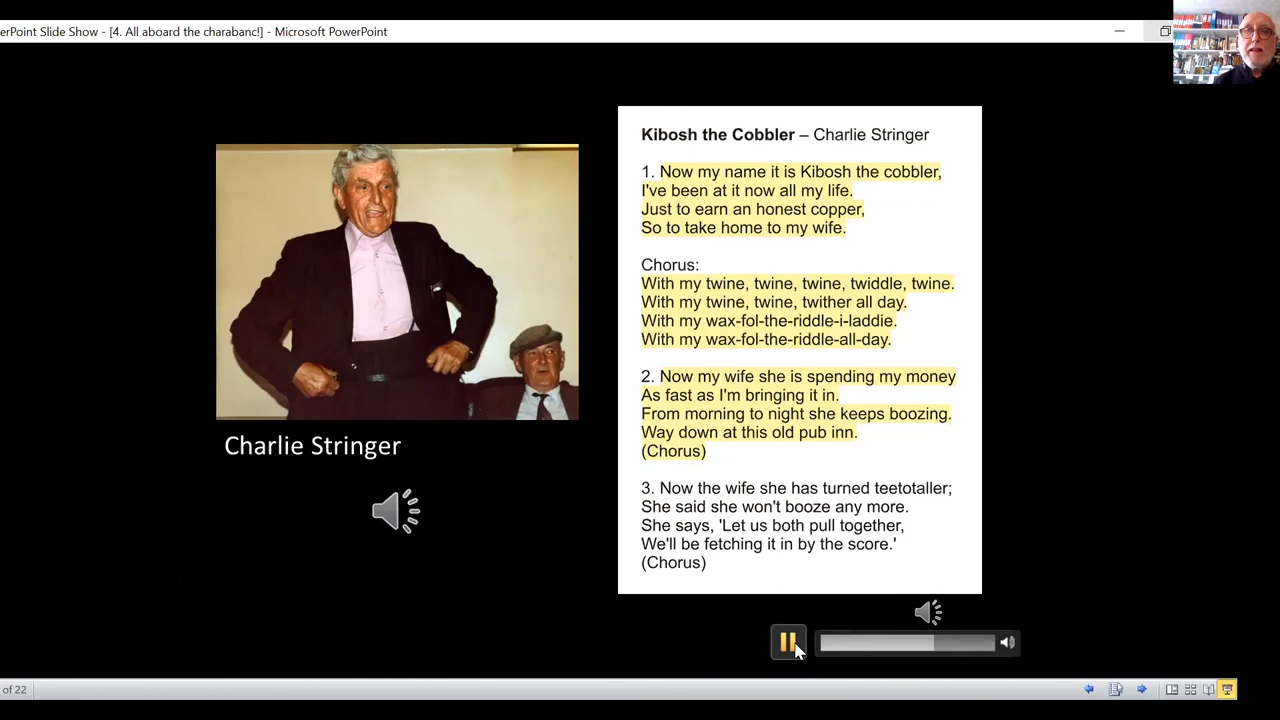 erPoint Slide Show - [4. All aboard the charabanc!] - Microsoft PowerPoint
Kibosh the Cobbler – Charlie Stringer
1. Now my name it is Kibosh the cobbler,
I've been at it now all my life.
Just to earn an honest copper,
So to take home to my wife.
Chorus:
With my twine, twine, twine, twiddle, twine.
With my twine, twine, twither all day.
With my wax-fol-the-riddle-i-laddie.
With my wax-fol-the-riddle-all-day.
2. Now my wife she is spending my money
As fast as I'm bringing it in.
From morning to night she keeps boozing.
Way down at this old pub inn.
(Chorus)
3. Now the wife she has turned teetotaller;
She said she won't booze any more.
She says, 'Let us both pull together,
We'll be fetching it in by the score.'
(Chorus)
Charlie Stringer
of 22